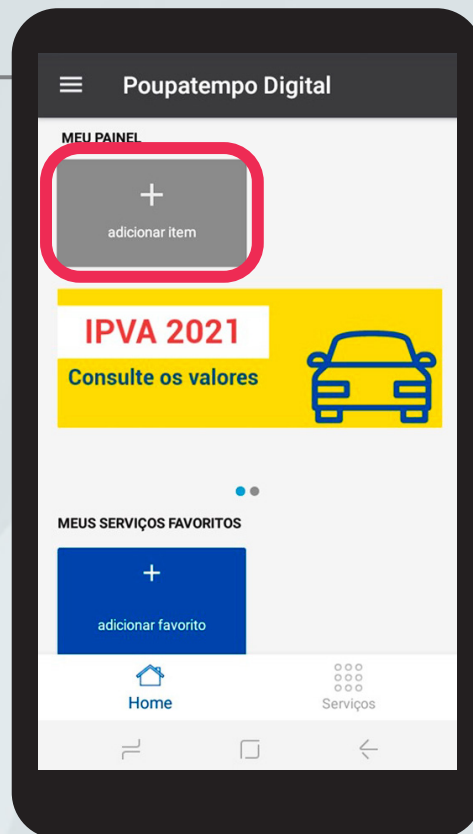 Poupatempo Digital
MEU PAINEL
+
adicionar item
IPVA 2021
Consulte os valores
MEUS SERVIÇOS FAVORITOS
+
adicionar favorito
Home
Serviços